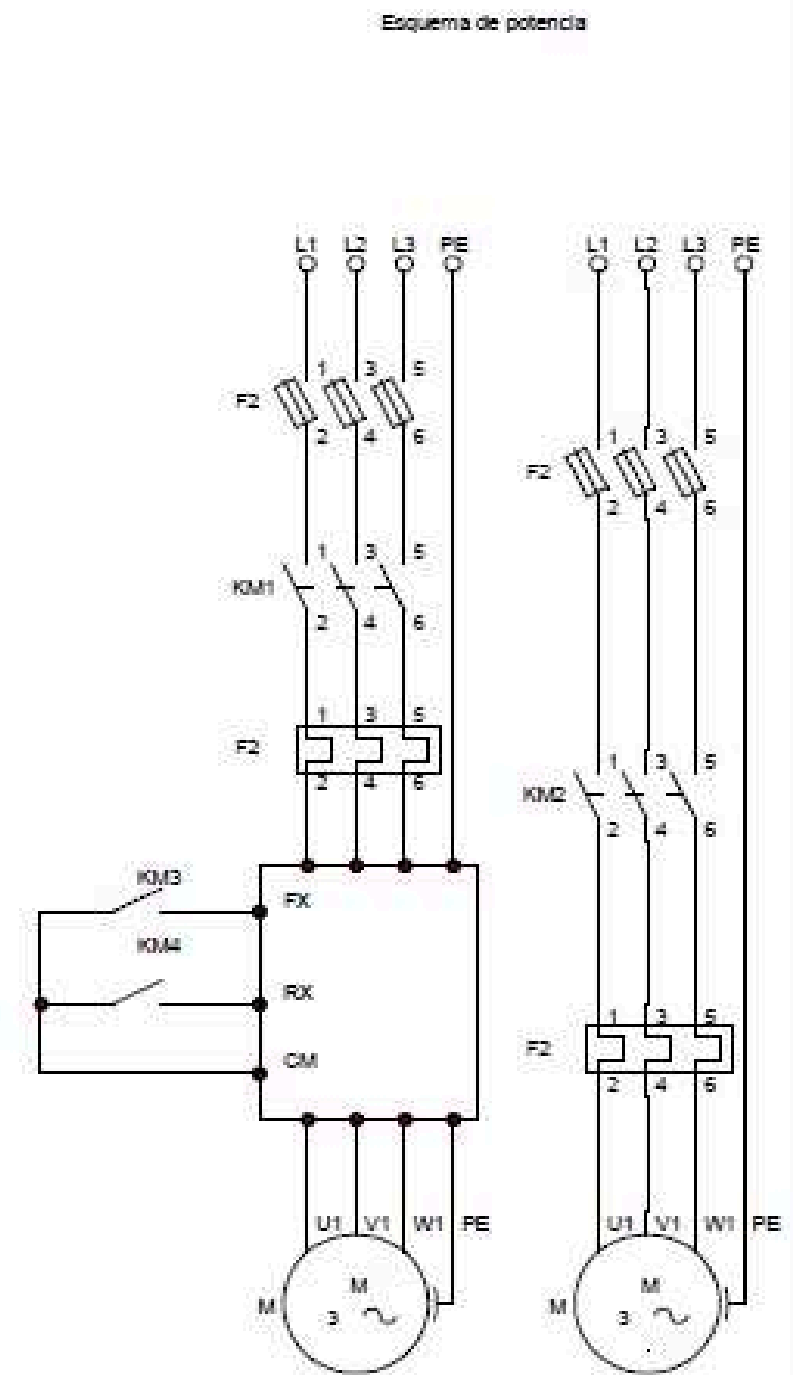 Esquema de potencia
L1 L2 L3 PE L1 L2 L3 PE
1 3 5
F2
2 4 6
1 3 5
F2
2 4 6
1 3 5
KM1
2 4 6
1 3 5
F2
2 4 6
1 3 5
KM2
2 4 6
KM3
FX
KM4
RX
CM
1 3 5
F2
2 4 6
U1 V1 W1 PE U1 V1 W1 PE
M M
M 3 M 3